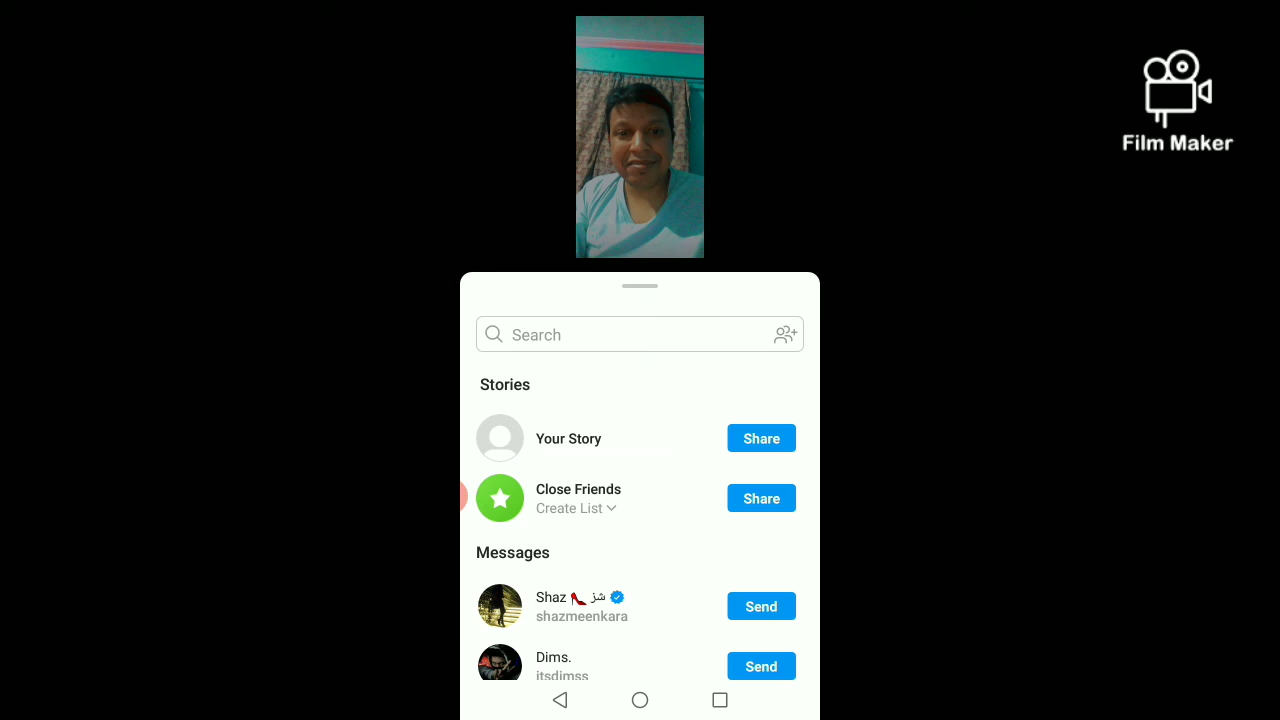 Film Maker
Search
Stories
Your Story
Share
Close Friends
Create List
Share
Messages
Shaz 👠 شز
shazmeenkara
Send
Dims.
itsdimss
Send